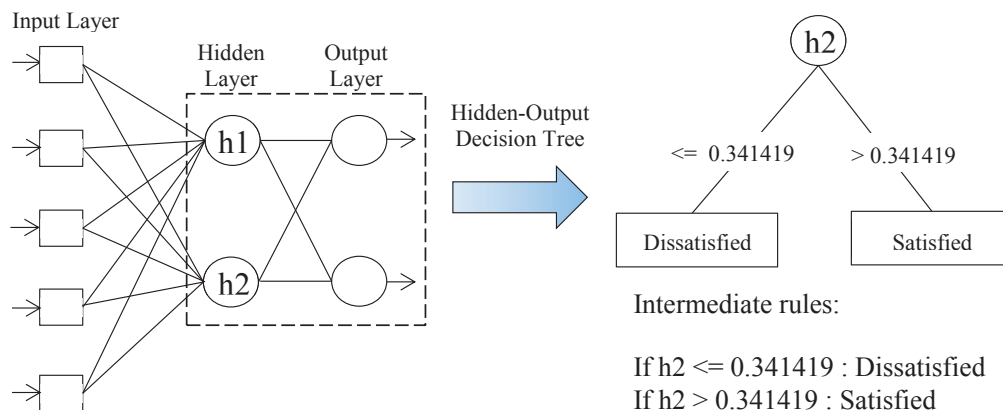 Input Layer
Hidden
Layer
Output
Layer
h1
h2
Hidden-Output
Decision Tree
h2
<= 0.341419
> 0.341419
Dissatisfied
Satisfied
Intermediate rules:
If h2 <= 0.341419 : Dissatisfied
If h2 > 0.341419 : Satisfied